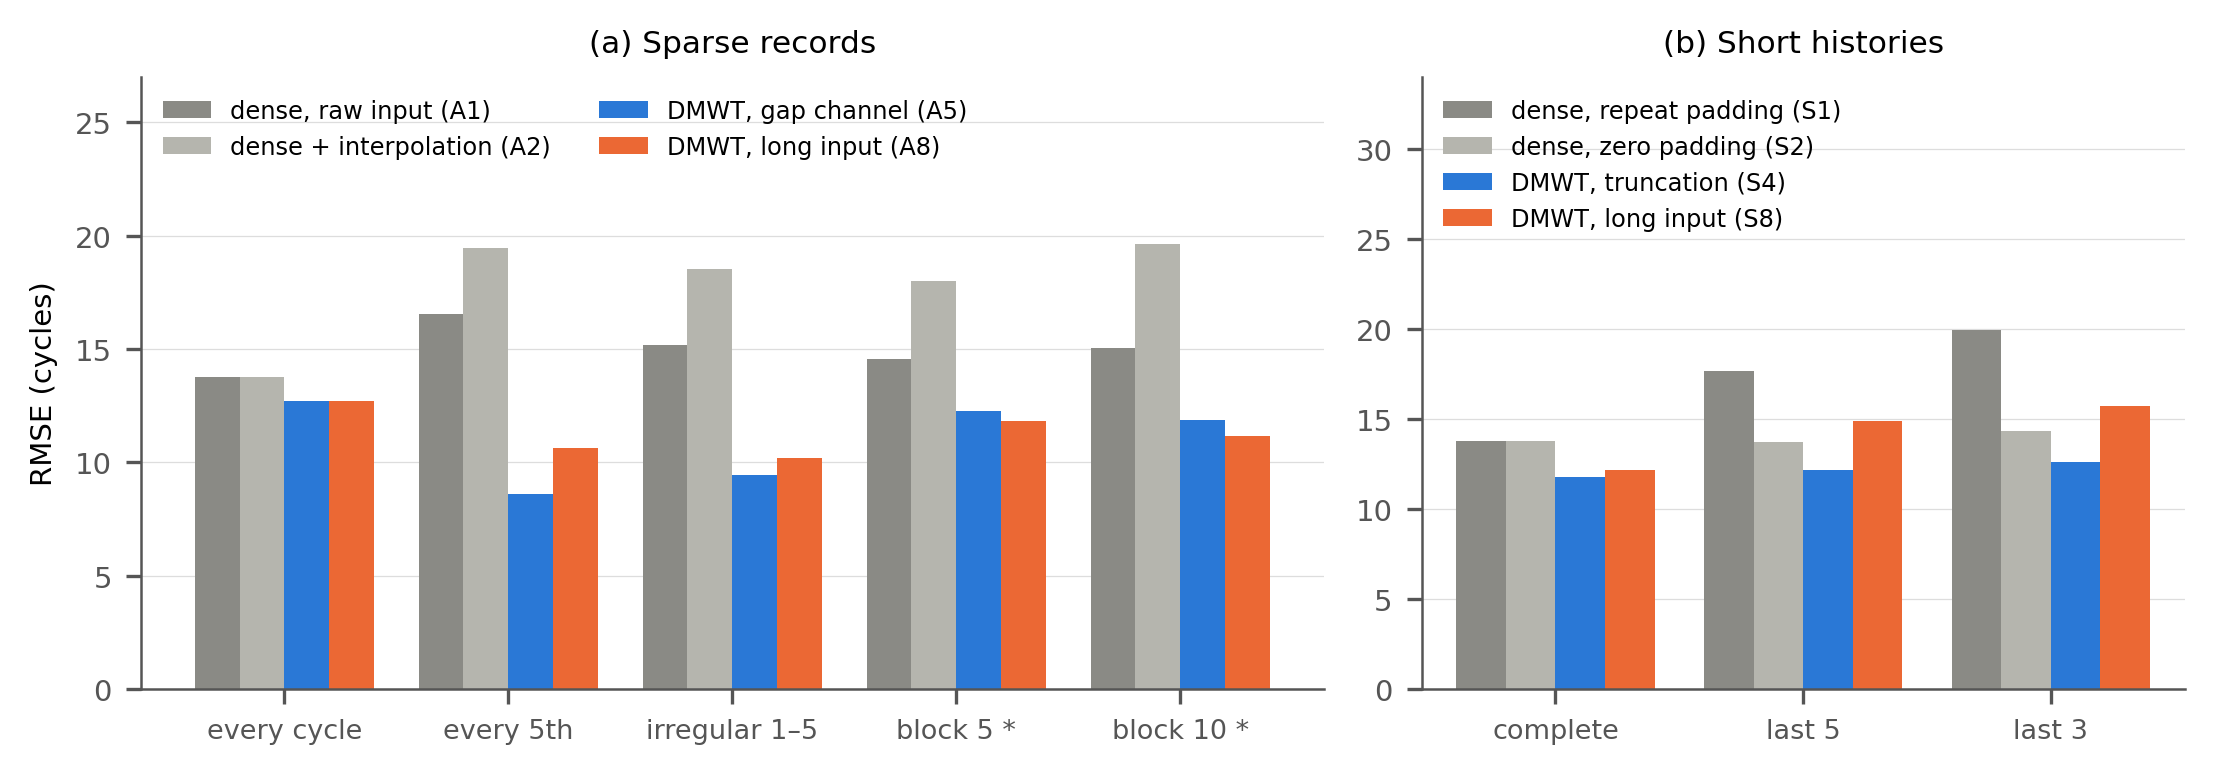 (a) Sparse records
dense, raw input (A1)
dense + interpolation (A2)
DMWT, gap channel (A5)
DMWT, long input (A8)
RMSE (cycles)
25
20
15
10
5
0
every cycle
every 5th
irregular 1–5
block 5 *
block 10 *
(b) Short histories
dense, repeat padding (S1)
dense, zero padding (S2)
DMWT, truncation (S4)
DMWT, long input (S8)
30
25
20
15
10
5
0
complete
last 5
last 3